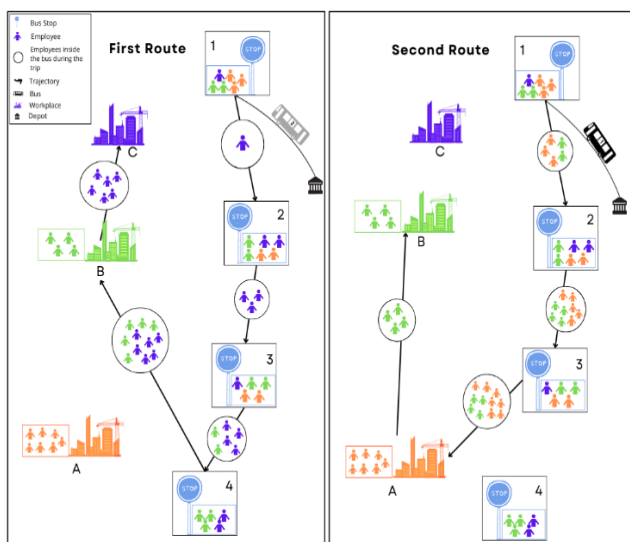 Bus Stop
Employee
Employees inside
the bus during the
trip
Trajectory
Bus
Workplace
Depot
First Route
1
STOP
C
STOP
2
B
STOP
3
A
STOP
4
Second Route
1
STOP
C
STOP
2
B
STOP
3
A
STOP
4